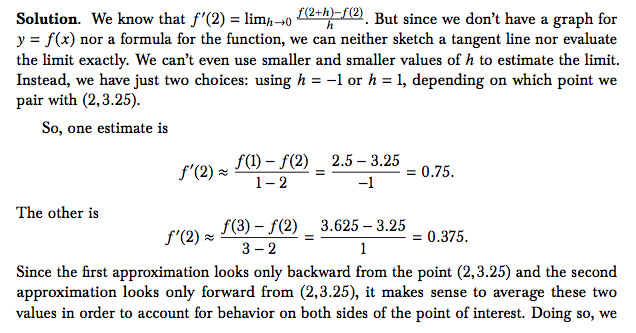 Solution. We know that f′(2) = lim_{h→0} \frac{f(2+h)−f(2)}{h}. But since we don’t have a graph for
y = f(x) nor a formula for the function, we can neither sketch a tangent line nor evaluate
the limit exactly. We can’t even use smaller and smaller values of h to estimate the limit.
Instead, we have just two choices: using h = −1 or h = 1, depending on which point we
pair with (2,3.25).
So, one estimate is
f′(2) ≈ \frac{f(1) − f(2)}{1 − 2} = \frac{2.5 − 3.25}{−1} = 0.75.
The other is
f′(2) ≈ \frac{f(3) − f(2)}{3 − 2} = \frac{3.625 − 3.25}{1} = 0.375.
Since the first approximation looks only backward from the point (2,3.25) and the second
approximation looks only forward from (2,3.25), it makes sense to average these two
values in order to account for behavior on both sides of the point of interest. Doing so, we